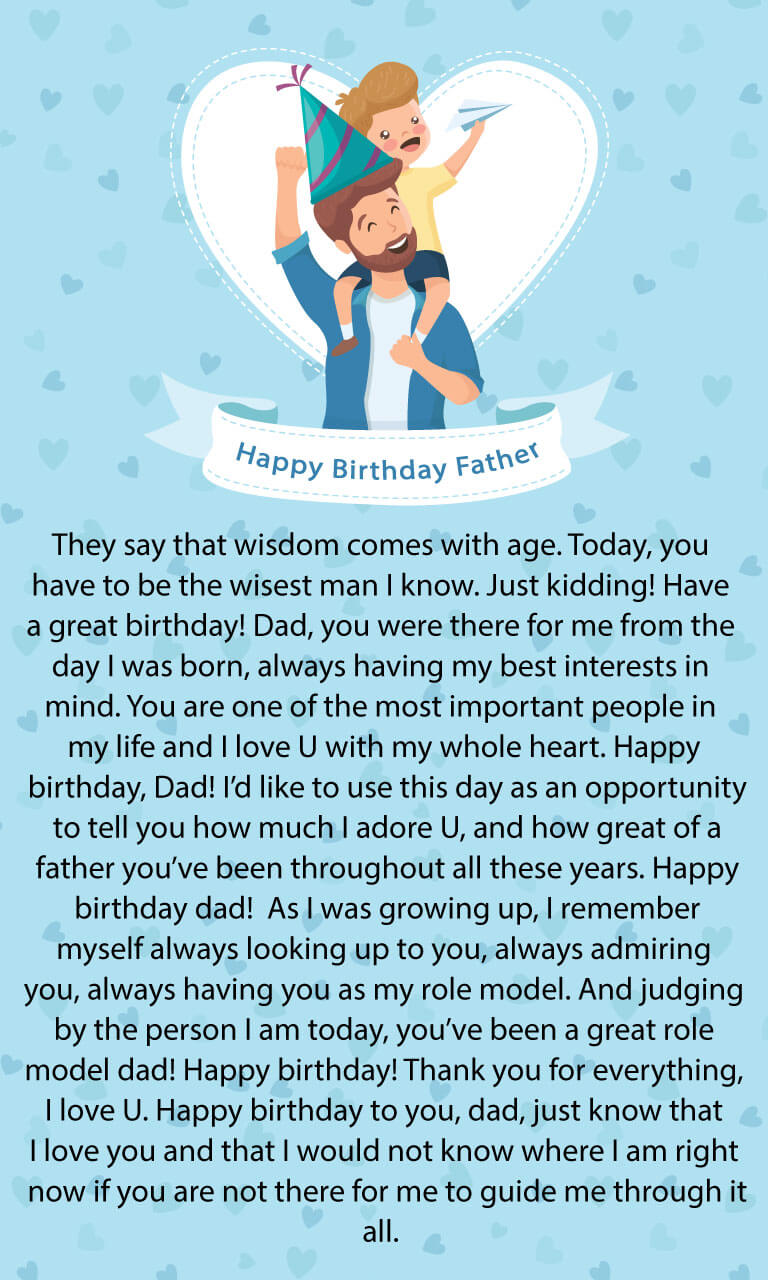 Happy Birthday Father
They say that wisdom comes with age. Today, you
have to be the wisest man I know. Just kidding! Have
a great birthday! Dad, you were there for me from the
day I was born, always having my best interests in
mind. You are one of the most important people in
my life and I love U with my whole heart. Happy
birthday, Dad! I’d like to use this day as an opportunity
to tell you how much I adore U, and how great of a
father you’ve been throughout all these years. Happy
birthday dad!  As I was growing up, I remember
myself always looking up to you, always admiring
you, always having you as my role model. And judging
by the person I am today, you’ve been a great role
model dad! Happy birthday! Thank you for everything,
I love U. Happy birthday to you, dad, just know that
I love you and that I would not know where I am right
now if you are not there for me to guide me through it
all.